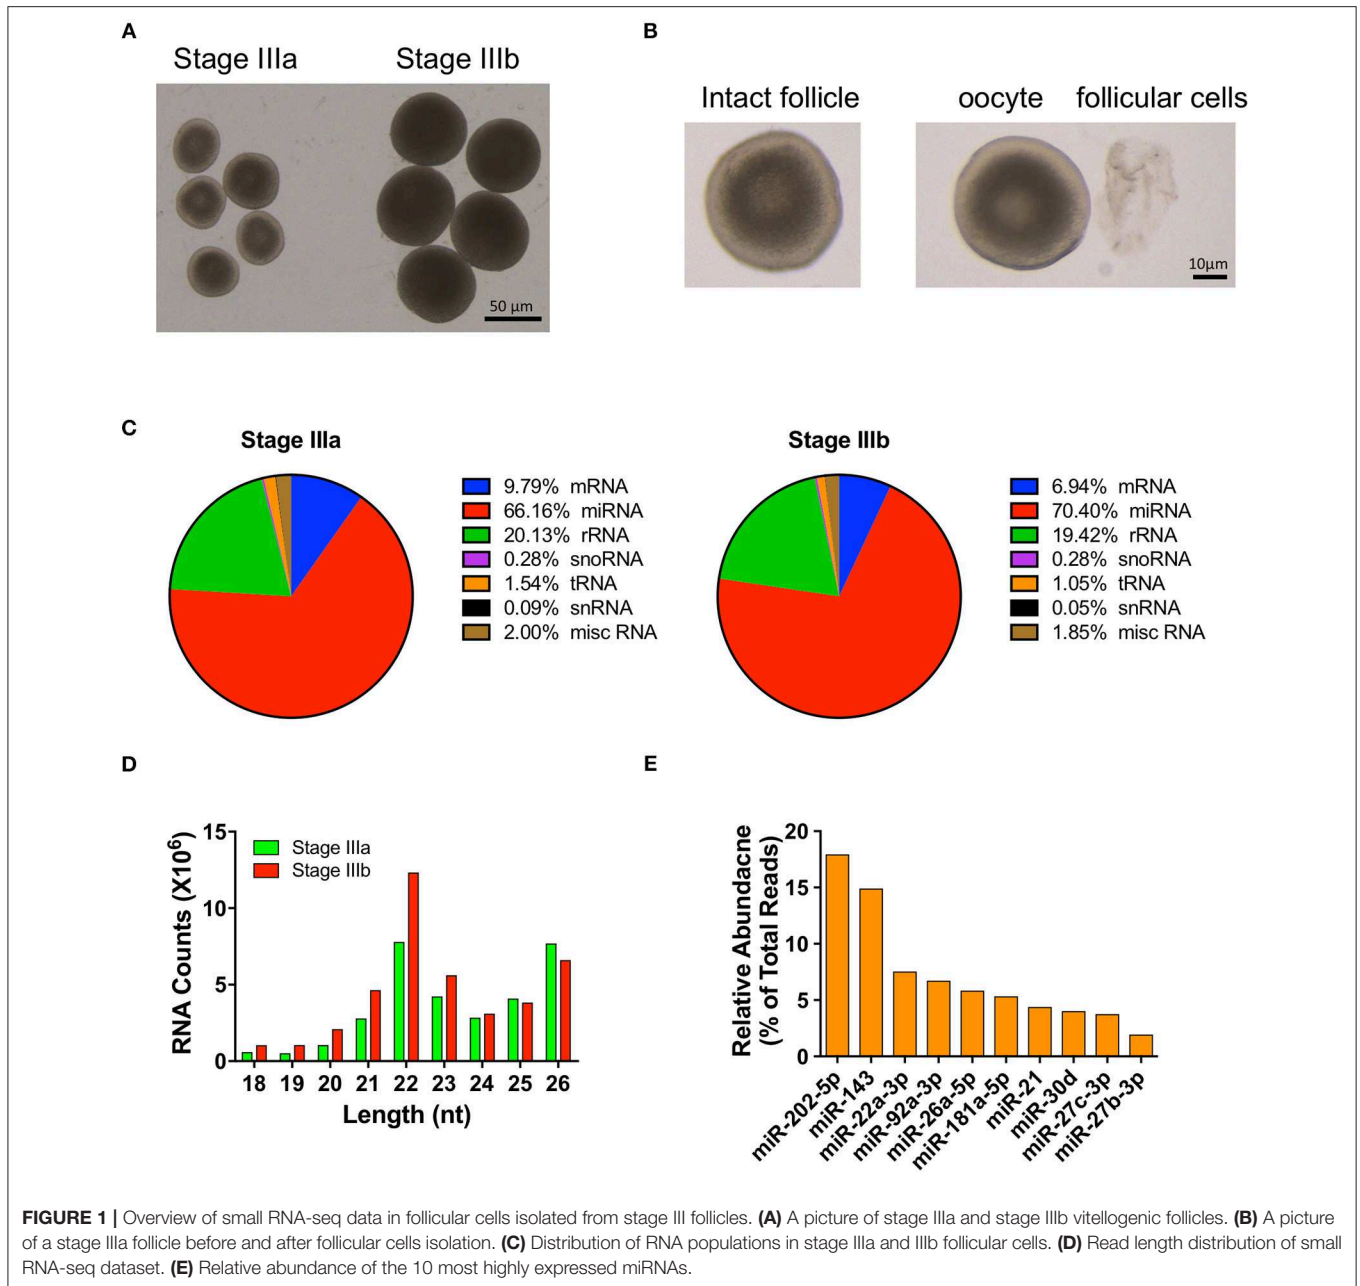 A
Stage IIIa Stage IIIb
50 µm
B
Intact follicle oocyte follicular cells
10µm
C
Stage IIIa
9.79% mRNA
66.16% miRNA
20.13% rRNA
0.28% snoRNA
1.54% tRNA
0.09% snRNA
2.00% misc RNA
Stage IIIb
6.94% mRNA
70.40% miRNA
19.42% rRNA
0.28% snoRNA
1.05% tRNA
0.05% snRNA
1.85% misc RNA
D
RNA Counts (X10⁶)
15
10
5
0
Stage IIIa
Stage IIIb
18 19 20 21 22 23 24 25 26
Length (nt)
E
Relative Abundacne
(% of Total Reads)
20
15
10
5
0
miR-202-5p
miR-143
miR-22a-3p
miR-92a-3p
miR-26a-5p
miR-181a-5p
miR-21
miR-30d
miR-27c-3p
miR-27b-3p
FIGURE 1 | Overview of small RNA-seq data in follicular cells isolated from stage III follicles. (A) A picture of stage IIIa and stage IIIb vitellogenic follicles. (B) A picture
of a stage IIIa follicle before and after follicular cells isolation. (C) Distribution of RNA populations in stage IIIa and IIIb follicular cells. (D) Read length distribution of small
RNA-seq dataset. (E) Relative abundance of the 10 most highly expressed miRNAs.